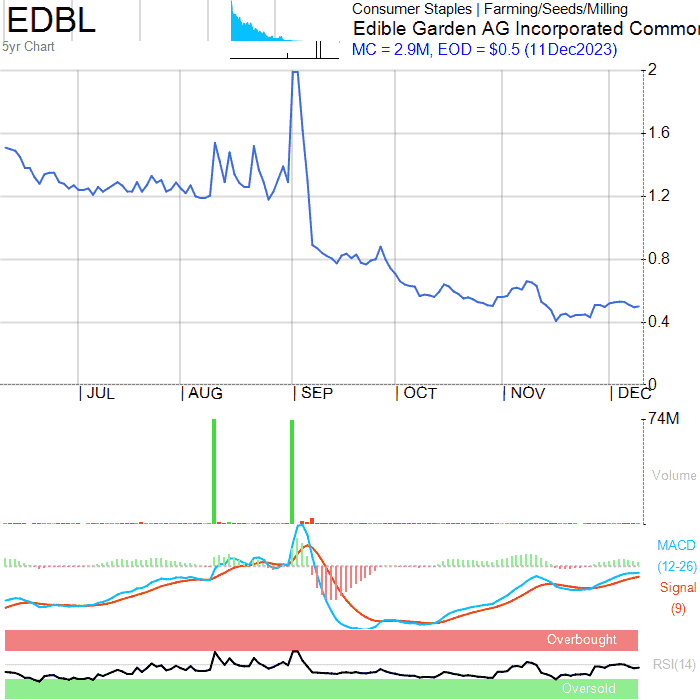 EDBL
5yr Chart
Consumer Staples | Farming/Seeds/Milling
Edible Garden AG Incorporated Common
MC = 2.9M, EOD = $0.5 (11Dec2023)
2
1.6
1.2
0.8
0.4
0
JUL AUG SEP OCT NOV DEC
74M
Volume
MACD
(12-26)
Signal
(9)
Overbought
RSI(14)
Oversold